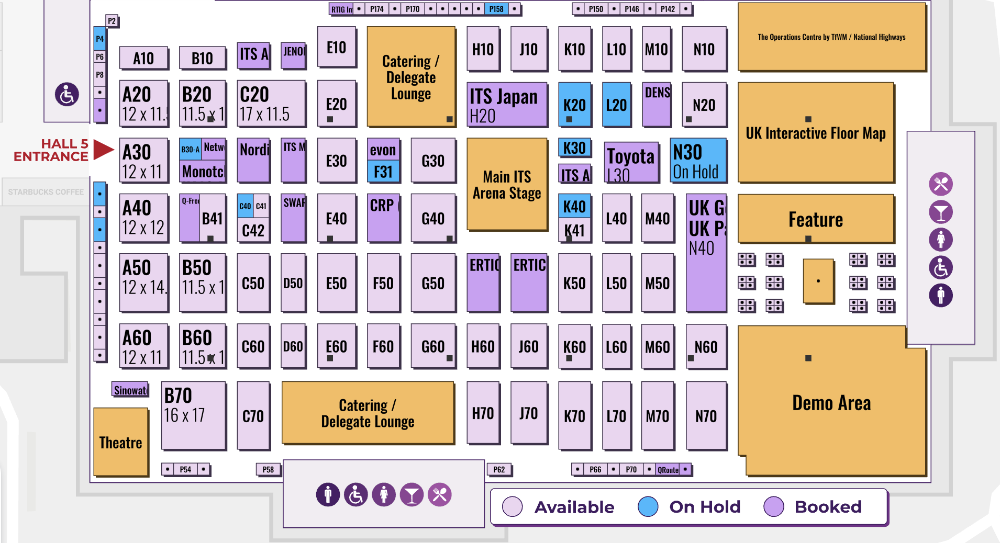 RTIG In
P174
P170
P158
P150
P146
P142
P2
P4
P6
P8
A10
B10
ITS A
JENO
E10
Catering /
Delegate
Lounge
H10
J10
K10
L10
M10
N10
The Operations Centre by TfWM / National Highways
A20
12 x 11.
B20
11.5 x 1
C20
17 x 11.5
E20
ITS Japan
H20
K20
L20
DENS
N20
UK Interactive Floor Map
HALL 5
ENTRANCE
A30
12 x 11
B30-A
Netw
Monotc
Nordi
ITS M
E30
evon
F31
G30
Main ITS
Arena Stage
K30
ITS A
Toyota
L30
N30
On Hold
STARBUCKS COFFEE
A40
12 x 12
Q-Free
B41
C40
C41
C42
SWAR
E40
CRP
G40
K40
K41
L40
M40
UK G
UK Pa
N40
Feature
A50
12 x 14.
B50
11.5 x 1
C50
D50
E50
F50
G50
ERTIC
ERTIC
K50
L50
M50
A60
12 x 11
B60
11.5 x 1
C60
D60
E60
F60
G60
H60
J60
K60
L60
M60
N60
Sinowat
B70
16 x 17
C70
Catering /
Delegate Lounge
H70
J70
K70
L70
M70
N70
Demo Area
Theatre
P54
P58
P62
P66
P70
QRoute
Available
On Hold
Booked